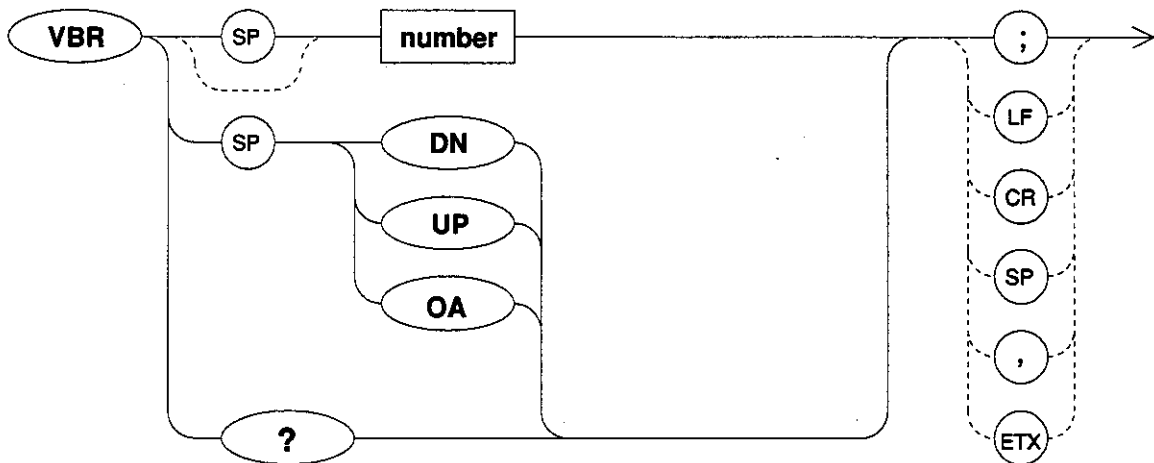 VBR SP number ;
LF
SP DN
CR
UP
SP
OA
,
? ETX